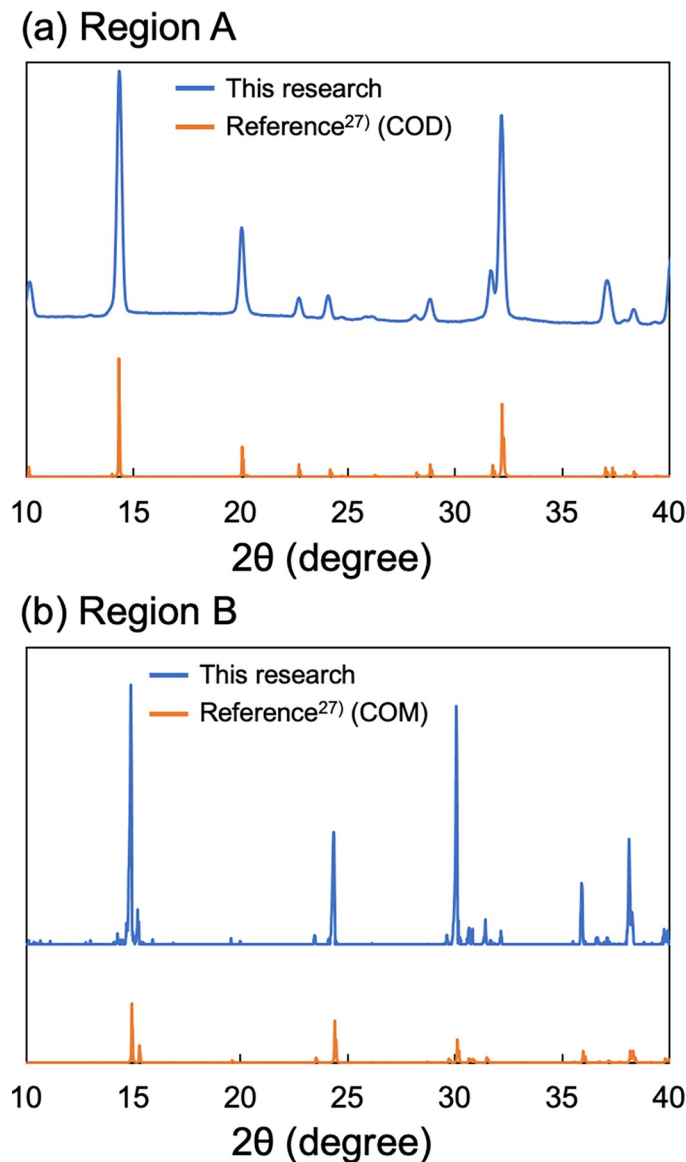 (a) Region A
This research
Reference²⁷⁾ (COD)
10 15 20 25 30 35 40
2θ (degree)
(b) Region B
This research
Reference²⁷⁾ (COM)
10 15 20 25 30 35 40
2θ (degree)